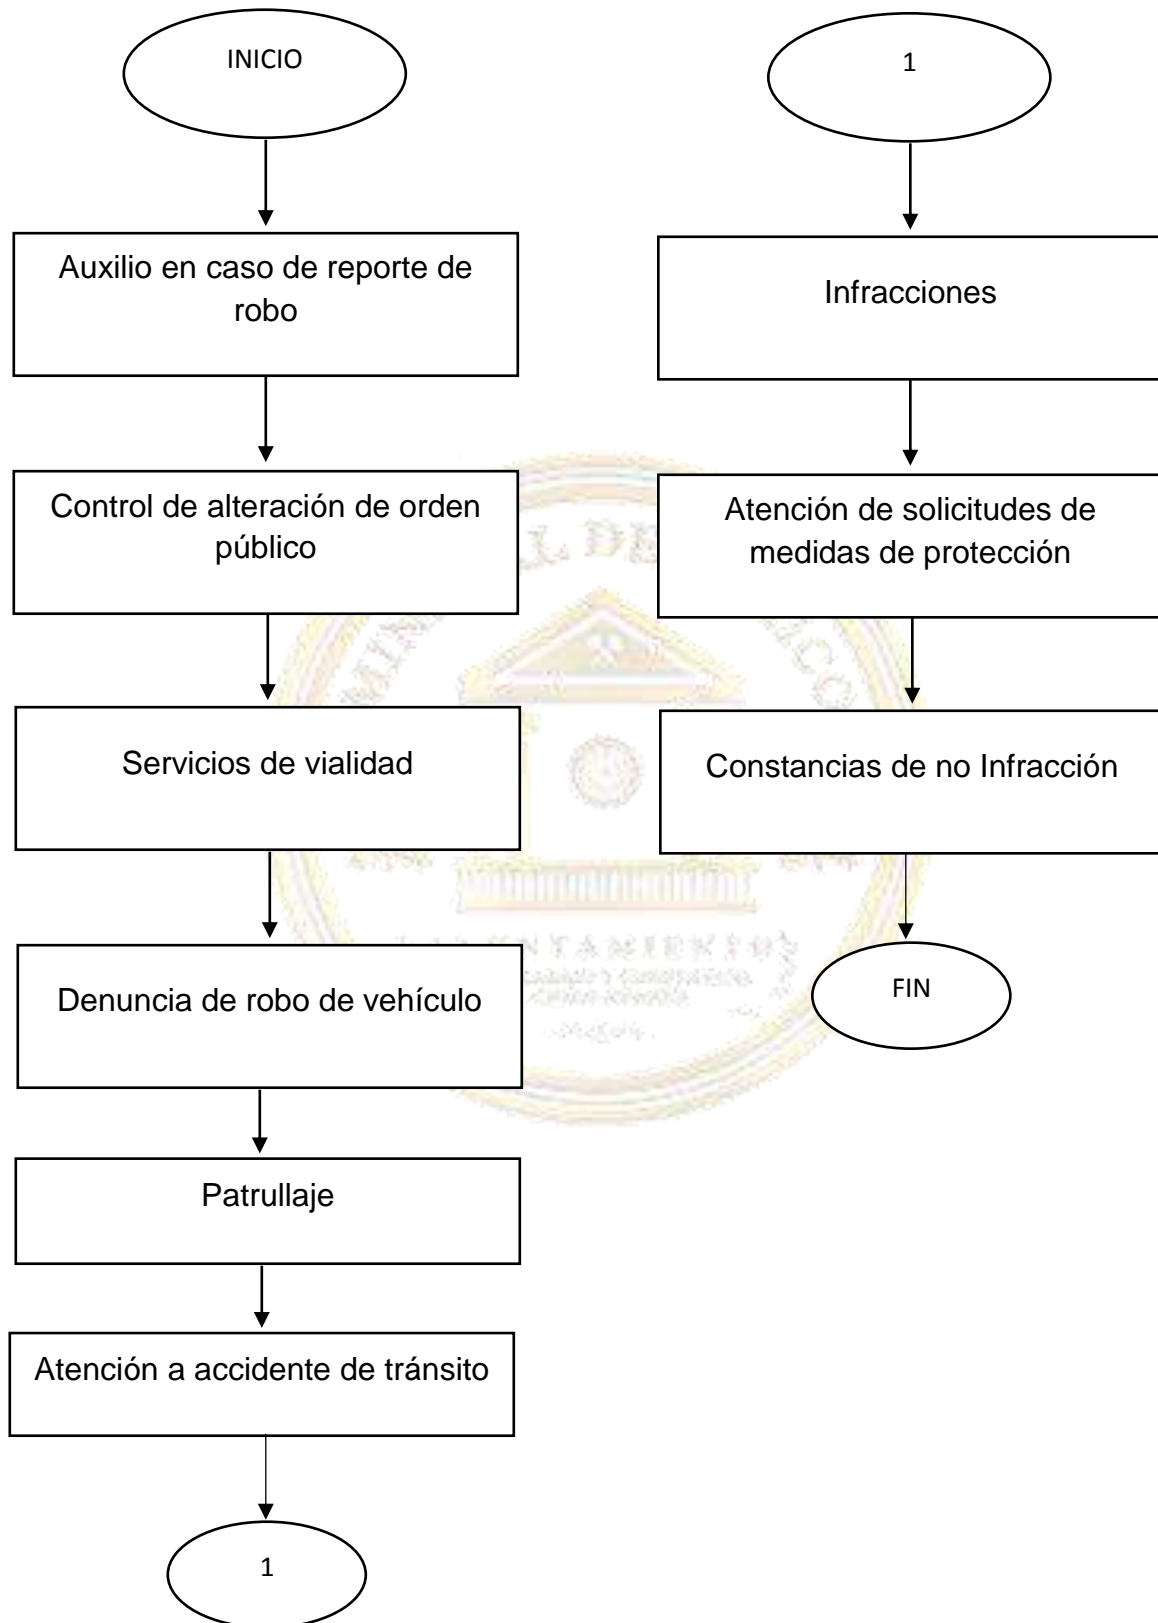 INICIO
Auxilio en caso de reporte de
robo
Control de alteración de orden
público
Servicios de vialidad
Denuncia de robo de vehículo
Patrullaje
Atención a accidente de tránsito
1
1
Infracciones
Atención de solicitudes de
medidas de protección
Constancias de no Infracción
FIN